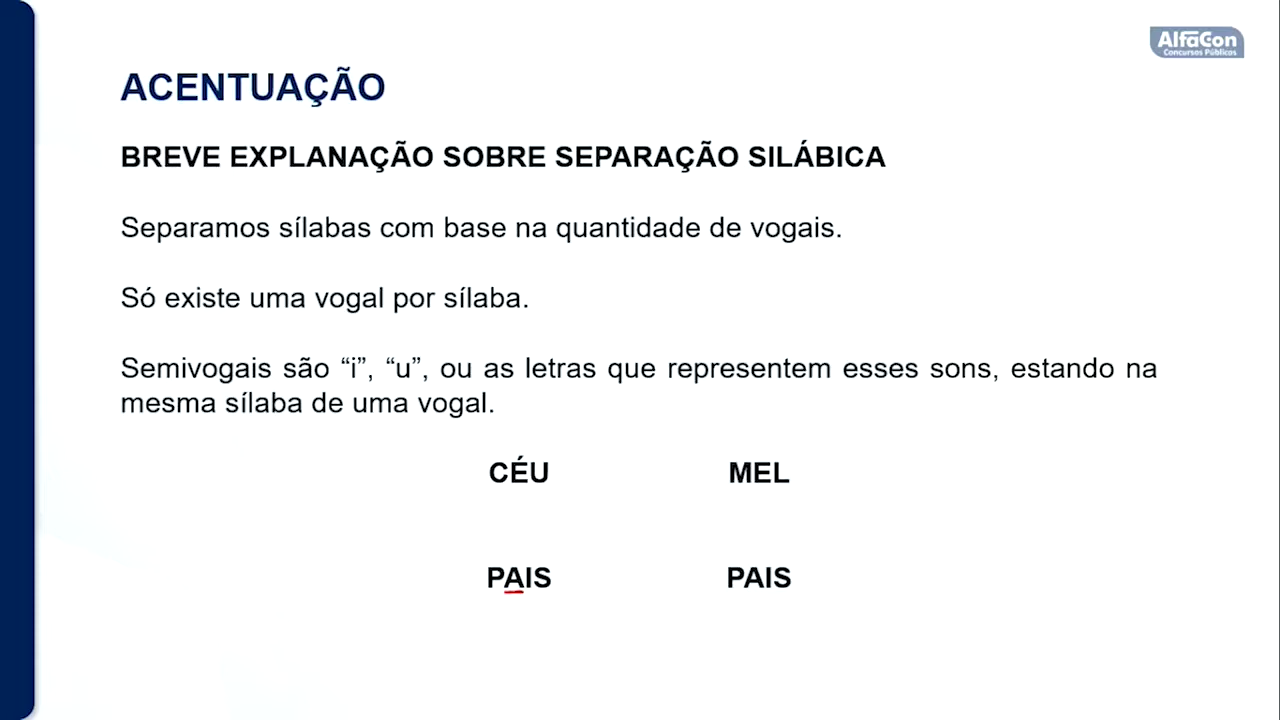 AlfaCon
Concursos Públicos
ACENTUAÇÃO
BREVE EXPLANAÇÃO SOBRE SEPARAÇÃO SILÁBICA
Separamos sílabas com base na quantidade de vogais.
Só existe uma vogal por sílaba.
Semivogais são “i”, “u”, ou as letras que representem esses sons, estando na
mesma sílaba de uma vogal.
CÉU MEL
PAIS PAIS